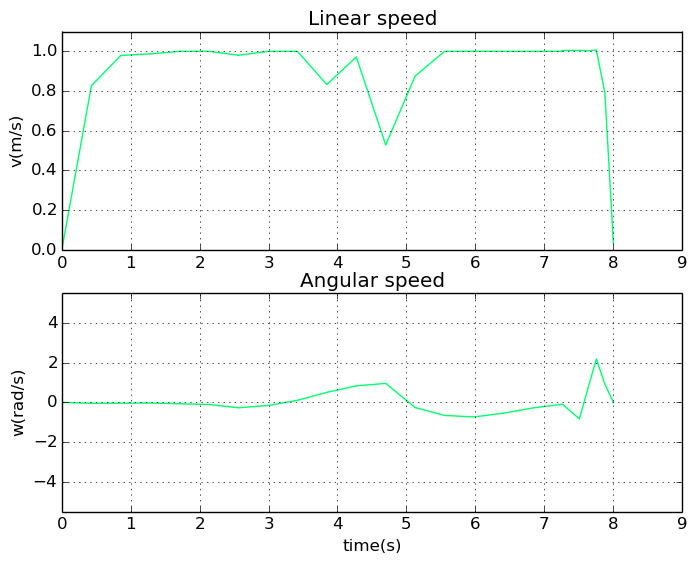 Linear speed
1.0
0.8
0.6
0.4
0.2
0.0
v(m/s)
0 1 2 3 4 5 6 7 8 9
Angular speed
4
2
0
−2
−4
w(rad/s)
0 1 2 3 4 5 6 7 8 9
time(s)